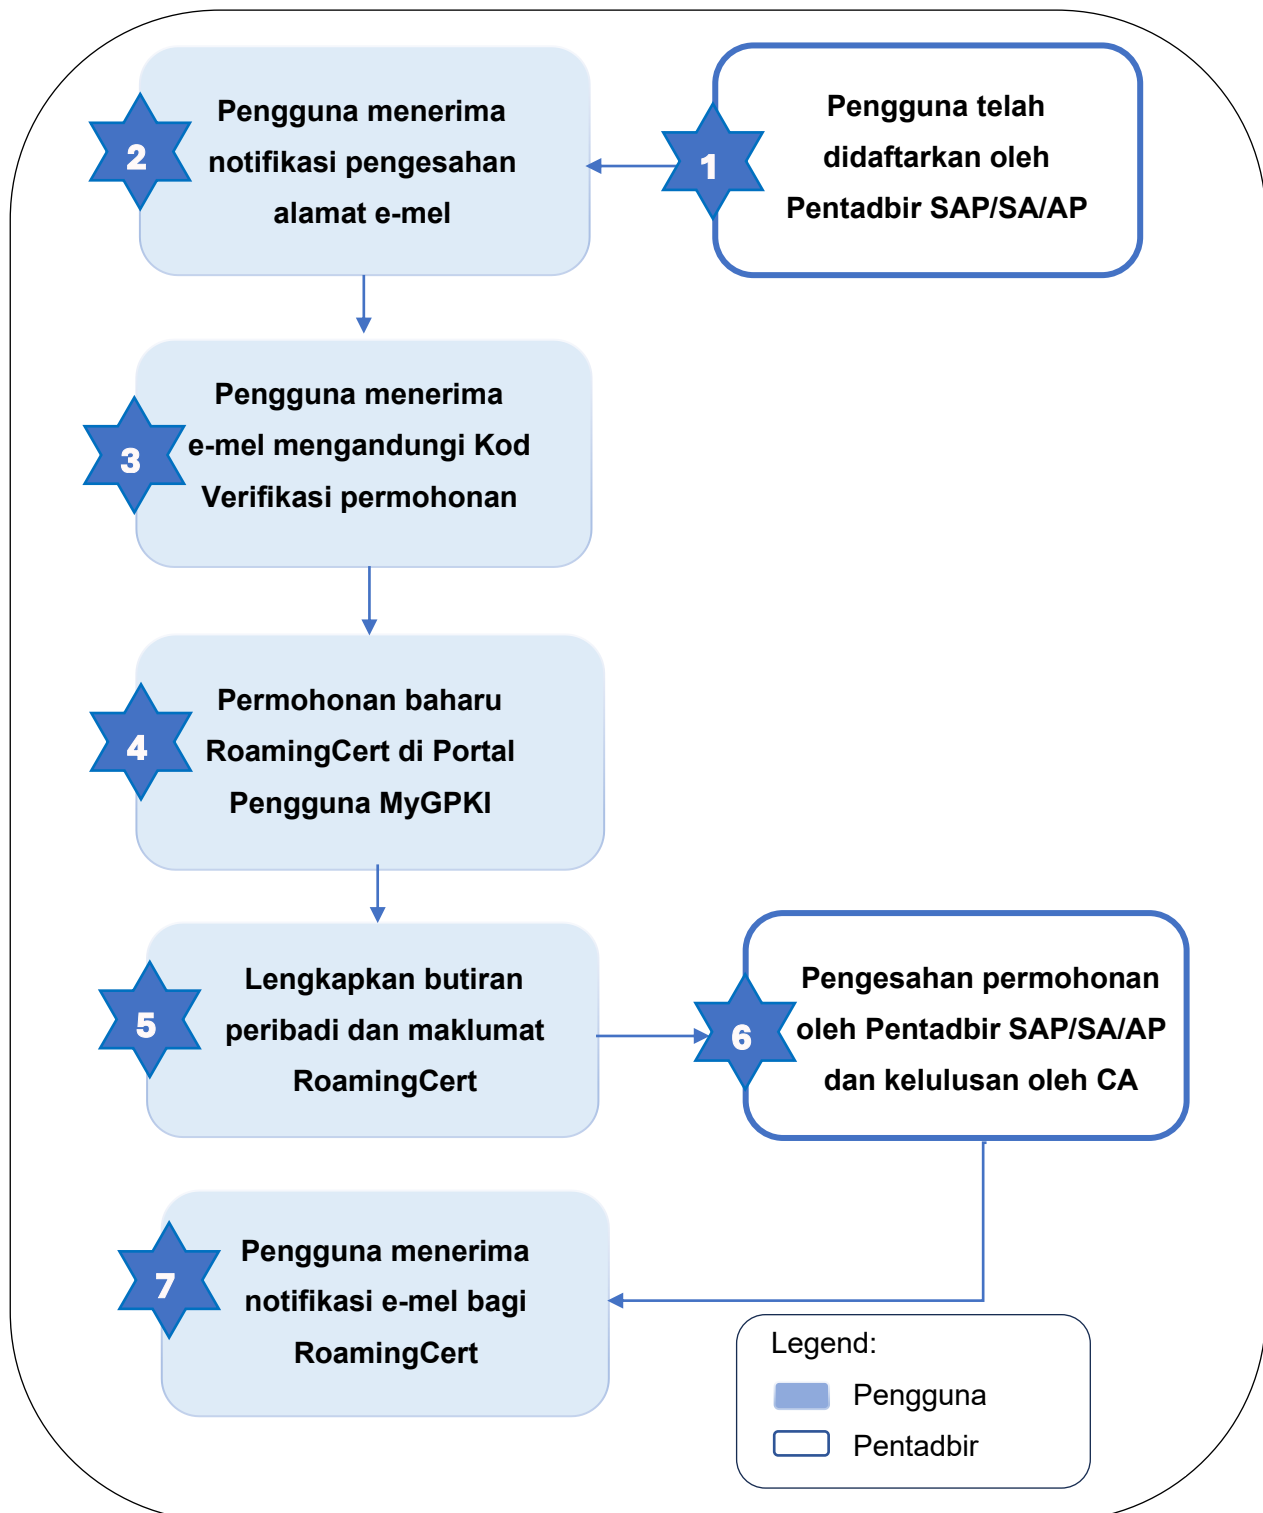 1
Pengguna telah
didaftarkan oleh
Pentadbir SAP/SA/AP
2
Pengguna menerima
notifikasi pengesahan
alamat e-mel
3
Pengguna menerima
e-mel mengandungi Kod
Verifikasi permohonan
4
Permohonan baharu
RoamingCert di Portal
Pengguna MyGPKI
5
Lengkapkan butiran
peribadi dan maklumat
RoamingCert
6
Pengesahan permohonan
oleh Pentadbir SAP/SA/AP
dan kelulusan oleh CA
7
Pengguna menerima
notifikasi e-mel bagi
RoamingCert
Legend:
Pengguna
Pentadbir